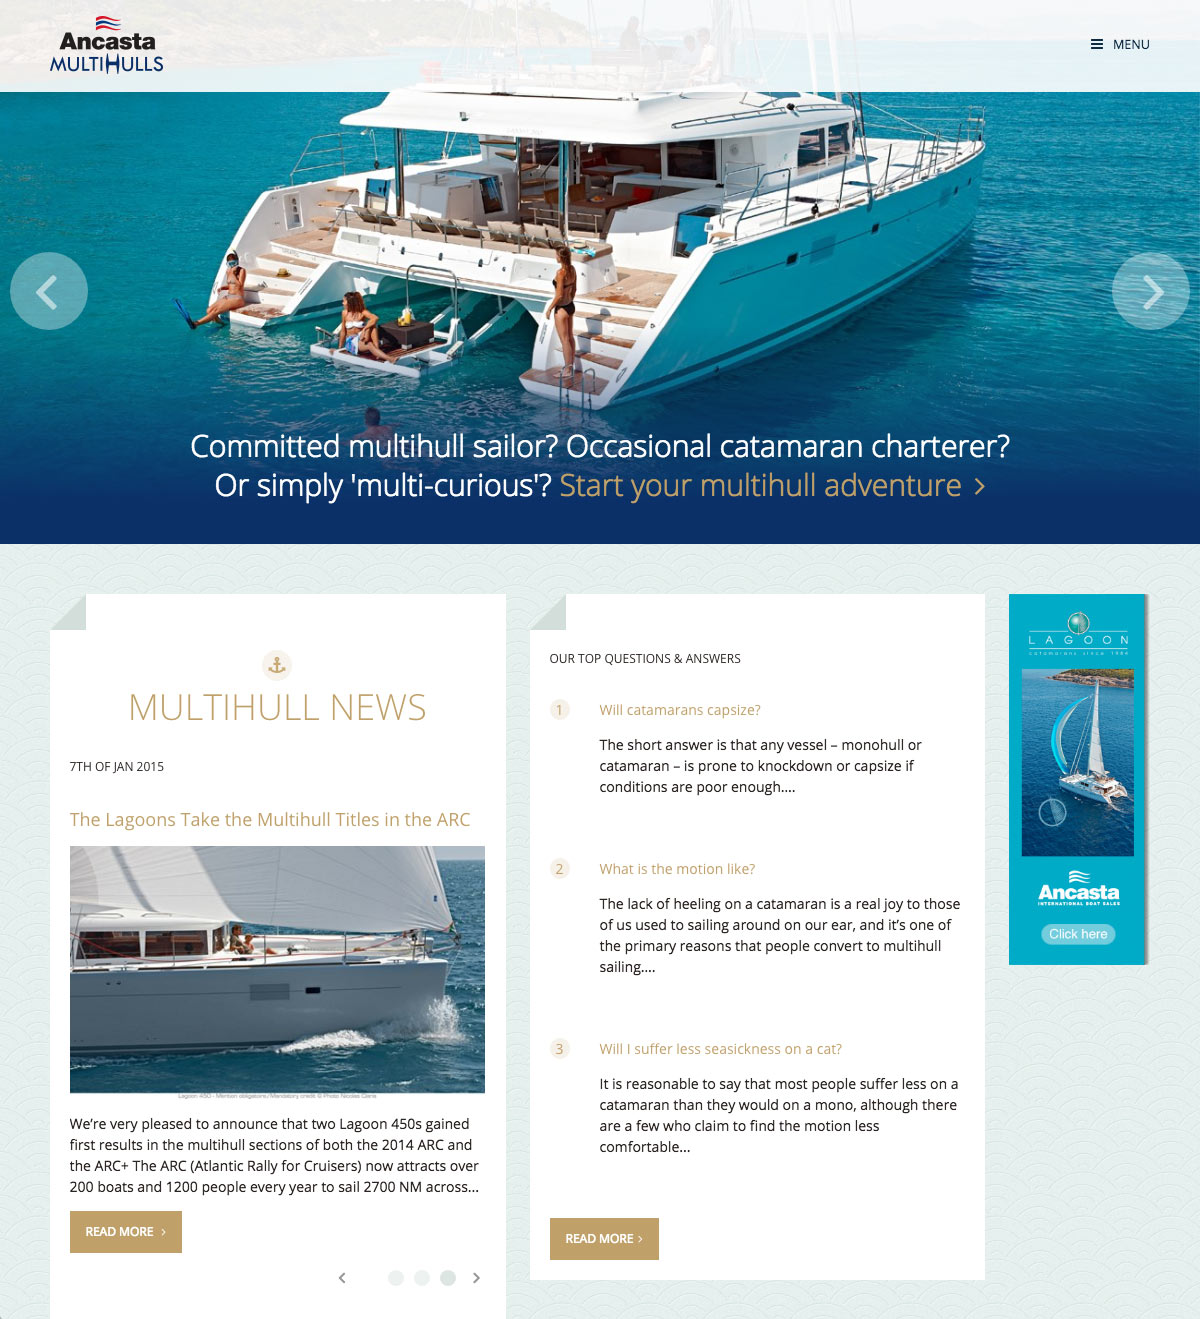 Ancasta
MULTIHULLS
MENU
Committed multihull sailor? Occasional catamaran charterer?
Or simply 'multi-curious'? Start your multihull adventure
MULTIHULL NEWS
7TH OF JAN 2015
The Lagoons Take the Multihull Titles in the ARC
Lagoon 450 - Mention obligatoire/Mandatory credit © Photo Nicolas Claris
We're very pleased to announce that two Lagoon 450s gained
first results in the multihull sections of both the 2014 ARC and
the ARC+ The ARC (Atlantic Rally for Cruisers) now attracts over
200 boats and 1200 people every year to sail 2700 NM across...
READ MORE
OUR TOP QUESTIONS & ANSWERS
1 Will catamarans capsize?
The short answer is that any vessel – monohull or
catamaran – is prone to knockdown or capsize if
conditions are poor enough....
2 What is the motion like?
The lack of heeling on a catamaran is a real joy to those
of us used to sailing around on our ear, and it's one of
the primary reasons that people convert to multihull
sailing....
3 Will I suffer less seasickness on a cat?
It is reasonable to say that most people suffer less on a
catamaran than they would on a mono, although there
are a few who claim to find the motion less
comfortable...
READ MORE
LAGOON
catamarans since 1984
Ancasta
INTERNATIONAL BOAT SALES
Click here